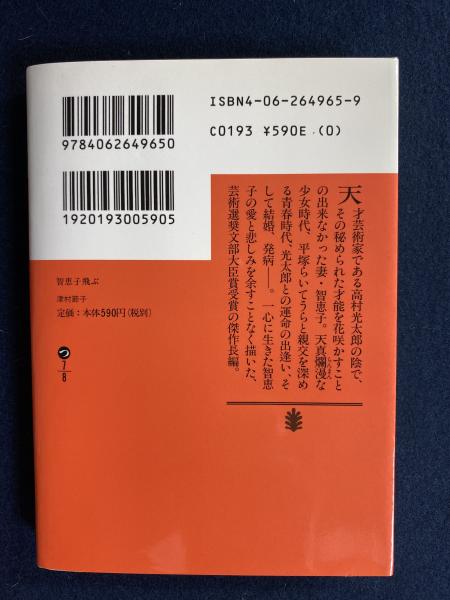 ISBN4-06-264965-9
C0193 ¥590E (0)
9784062649650
1920193005905
智恵子飛ぶ
津村節子
定価：本体590円(税別)
つ
7
8
天才芸術家である高村光太郎の陰で、
その秘められた才能を花咲かすこと
の出来なかった妻・智恵子。天真爛漫な
少女時代、平塚らいてうらと親交を深め
る青春時代、光太郎との運命の出逢い、そ
して結婚、発病――。一心に生きた智恵
子の愛と悲しみを余すことなく描いた、
芸術選奨文部大臣賞受賞の傑作長編。